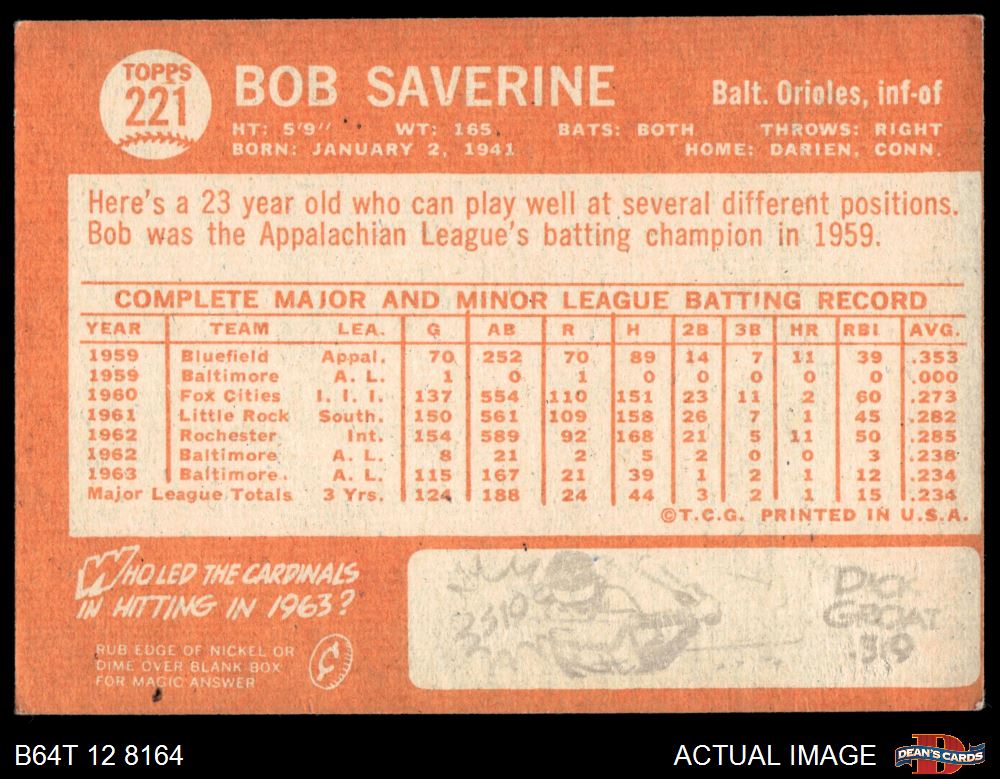 TOPPS
221
BOB SAVERINE
Balt. Orioles, inf-of
HT: 5'9" WT: 165 BATS: BOTH THROWS: RIGHT
BORN: JANUARY 2, 1941 HOME: DARIEN, CONN.
Here's a 23 year old who can play well at several different positions.
Bob was the Appalachian League's batting champion in 1959.
COMPLETE MAJOR AND MINOR LEAGUE BATTING RECORD
YEAR TEAM LEA. G AB R H 2B 3B HR RBI AVG.
1959 Bluefield Appal. 70 252 70 89 14 7 11 39 .353
1959 Baltimore A. L. 1 0 1 0 0 0 0 0 .000
1960 Fox Cities I. I. I. 137 554 110 151 23 11 2 60 .273
1961 Little Rock South. 150 561 109 158 26 7 1 45 .282
1962 Rochester Int. 154 589 92 168 21 5 11 50 .285
1962 Baltimore A. L. 8 21 2 5 2 0 0 3 .238
1963 Baltimore A. L. 115 167 21 39 1 2 1 12 .234
Major League Totals 3 Yrs. 124 188 24 44 3 2 1 15 .234
©T.C.G. PRINTED IN U.S.A.
WHO LED THE CARDINALS
IN HITTING IN 1963?
RUB EDGE OF NICKEL OR
DIME OVER BLANK BOX
FOR MAGIC ANSWER
DICK
GROAT
.319
B64T 12 8164
ACTUAL IMAGE
DEAN'S CARDS